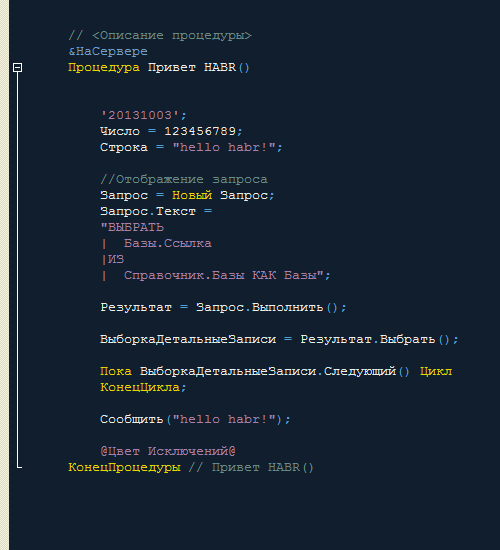 // <Описание процедуры>
&НаСервере
Процедура Привет HABR()
'20131003';
Число = 123456789;
Строка = "hello habr!";
//Отображение запроса
Запрос = Новый Запрос;
Запрос.Текст =
"ВЫБРАТЬ
|  Базы.Ссылка
|ИЗ
|  Справочник.Базы КАК Базы";
Результат = Запрос.Выполнить();
ВыборкаДетальныеЗаписи = Результат.Выбрать();
Пока ВыборкаДетальныеЗаписи.Следующий() Цикл
КонецЦикла;
Сообщить("hello habr!");
@Цвет Исключений@
КонецПроцедуры // Привет HABR()